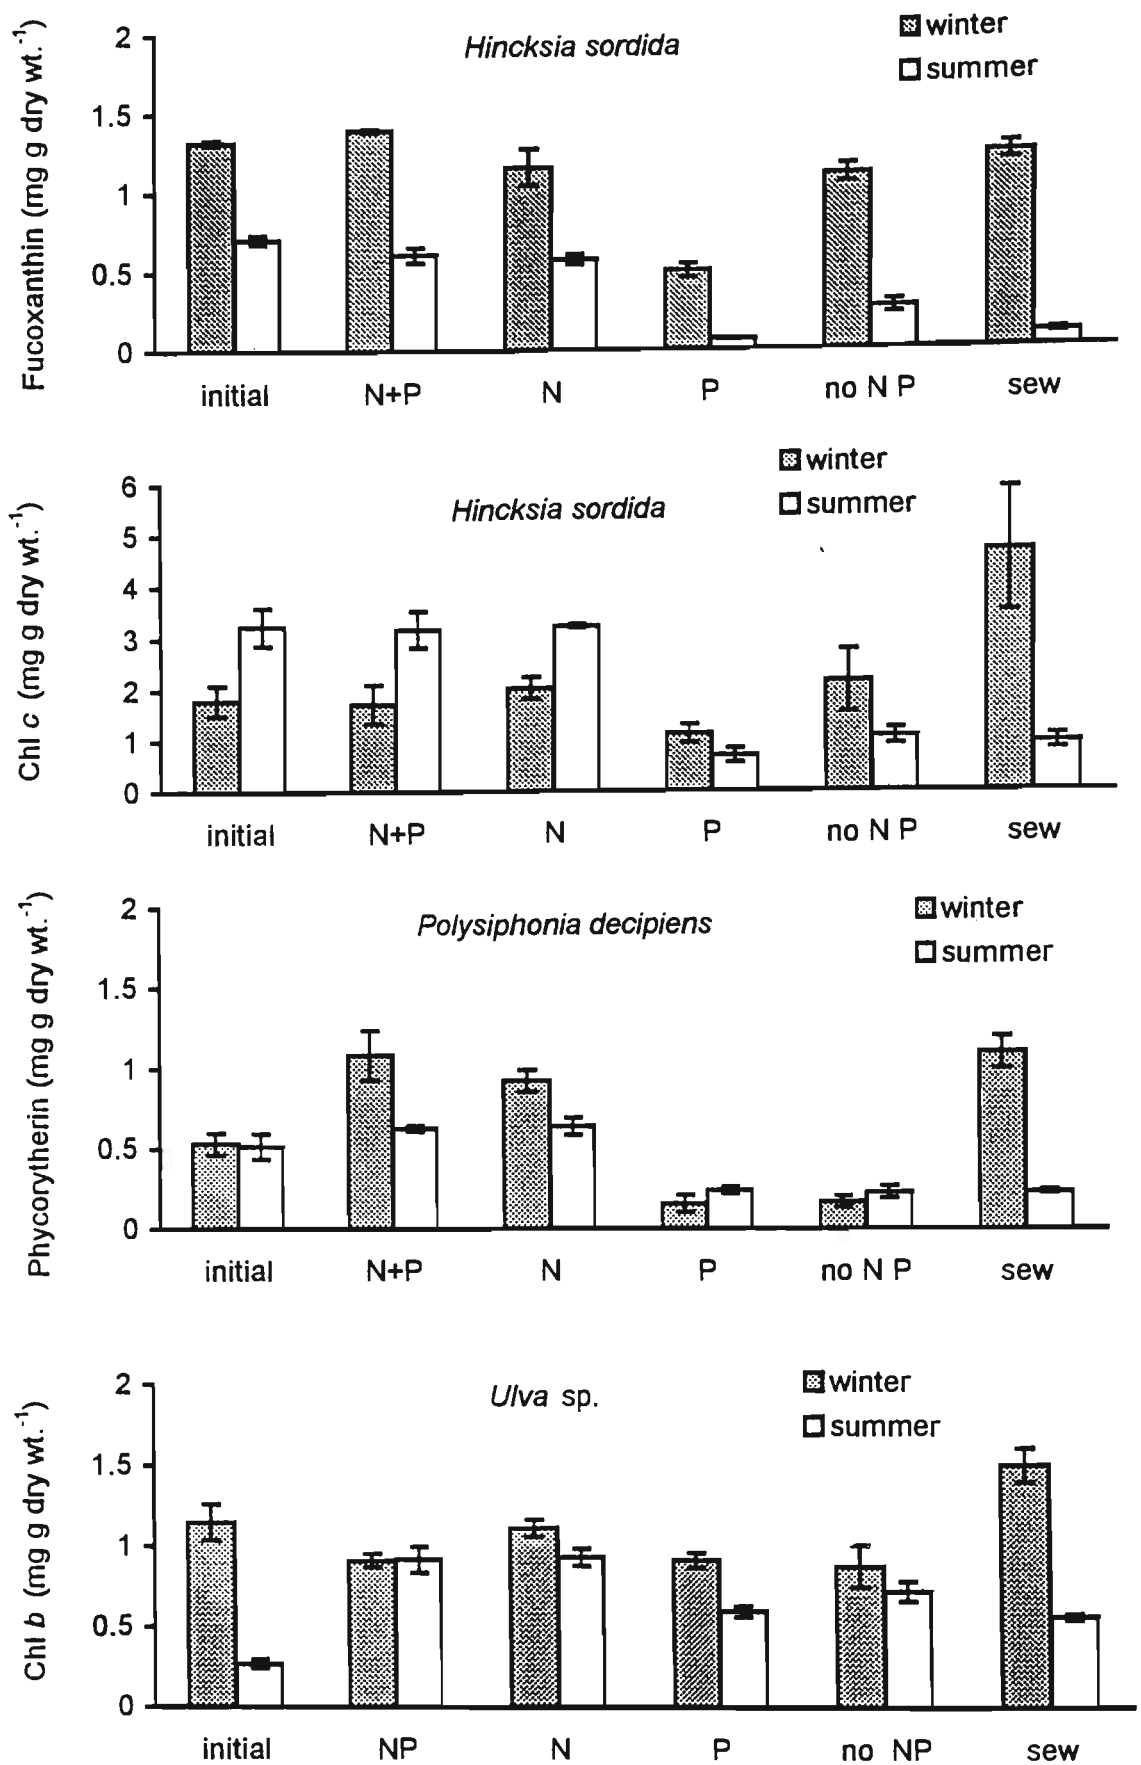 Fucoxanthin (mg g dry wt.⁻¹)
Hincksia sordida
winter
summer
2
1.5
1
0.5
0
initial N+P N P no N P sew
Chl c (mg g dry wt.⁻¹)
Hincksia sordida
winter
summer
6
5
4
3
2
1
0
initial N+P N P no N P sew
Phycorytherin (mg g dry wt.⁻¹)
Polysiphonia decipiens
winter
summer
2
1.5
1
0.5
0
initial N+P N P no N P sew
Chl b (mg g dry wt.⁻¹)
Ulva sp.
winter
summer
2
1.5
1
0.5
0
initial NP N P no NP sew